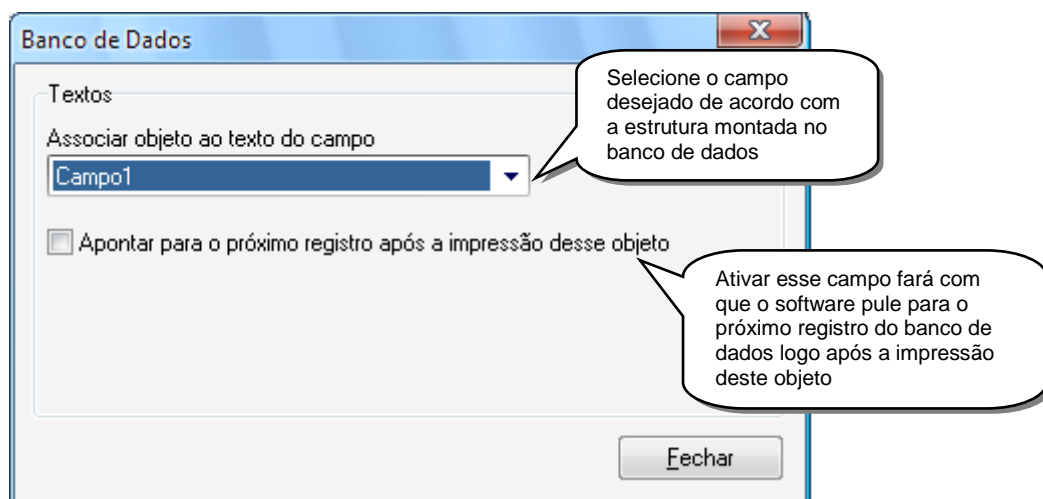 Banco de Dados
Textos
Selecione o campo
desejado de acordo com
a estrutura montada no
banco de dados
Associar objeto ao texto do campo
Campo1
Apontar para o próximo registro após a impressão desse objeto
Ativar esse campo fará com
que o software pule para o
próximo registro do banco de
dados logo após a impressão
deste objeto
Fechar